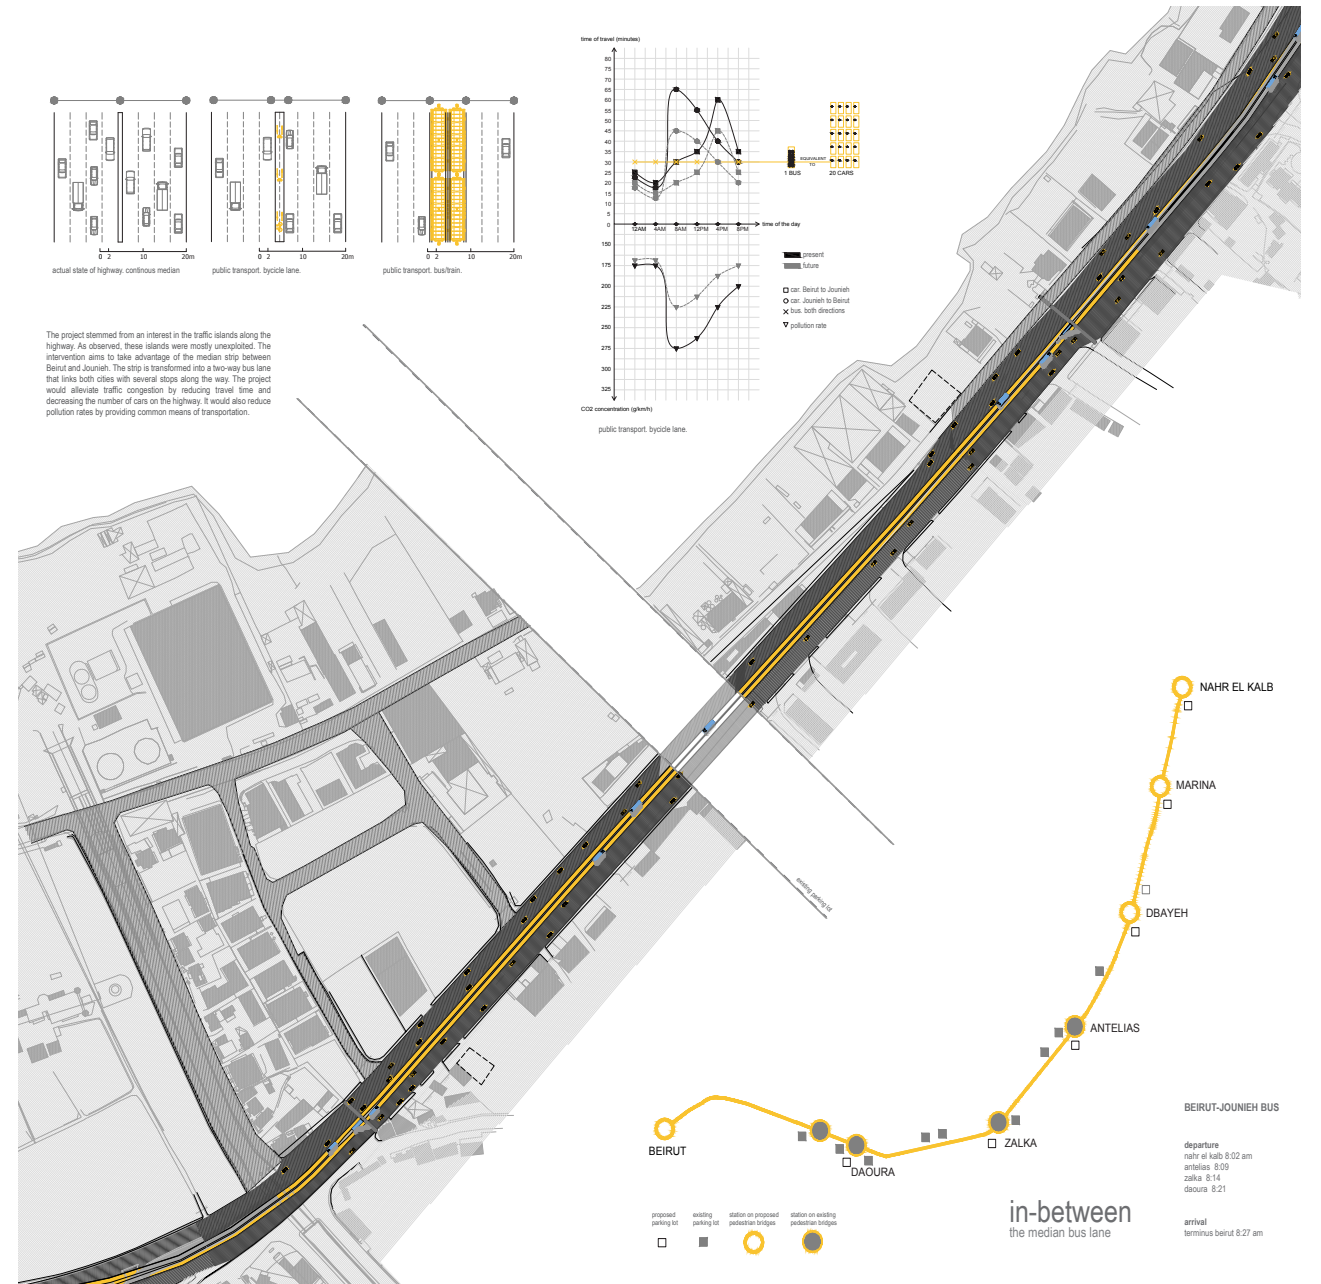 0 2 10 20m
actual state of highway. continous median
0 2 10 20m
public transport. bycicle lane.
0 2 10 20m
public transport. bus/train.
The project stemmed from an interest in the traffic islands along the
highway. As observed, these islands were mostly unexploited. The
intervention aims to take advantage of the median strip between
Beirut and Jounieh. The strip is transformed into a two-way bus lane
that links both cities with several stops along the way. The project
would alleviate traffic congestion by reducing travel time and
decreasing the number of cars on the highway. It would also reduce
pollution rates by providing common means of transportation.
time of travel (minutes)
80
75
70
65
60
55
50
45
40
35
30
25
20
15
10
5
0
12AM 4AM 8AM 12PM 4PM 8PM
time of the day
1 BUS
EQUIVALENT
TO
20 CARS
150
175
200
225
250
275
300
325
CO2 concentration (g/km/h)
present
future
car. Beirut to Jounieh
car. Jounieh to Beirut
bus. both directions
pollution rate
public transport. bycicle lane.
existing parking lot
NAHR EL KALB
MARINA
DBAYEH
ANTELIAS
ZALKA
DAOURA
BEIRUT
proposed
parking lot
existing
parking lot
station on proposed
pedestrian bridges
station on existing
pedestrian bridges
in-between
the median bus lane
BEIRUT-JOUNIEH BUS
departure
nahr el kalb 8:02 am
antelias 8:09
zalka 8:14
daoura 8:21
arrival
terminus beirut 8:27 am